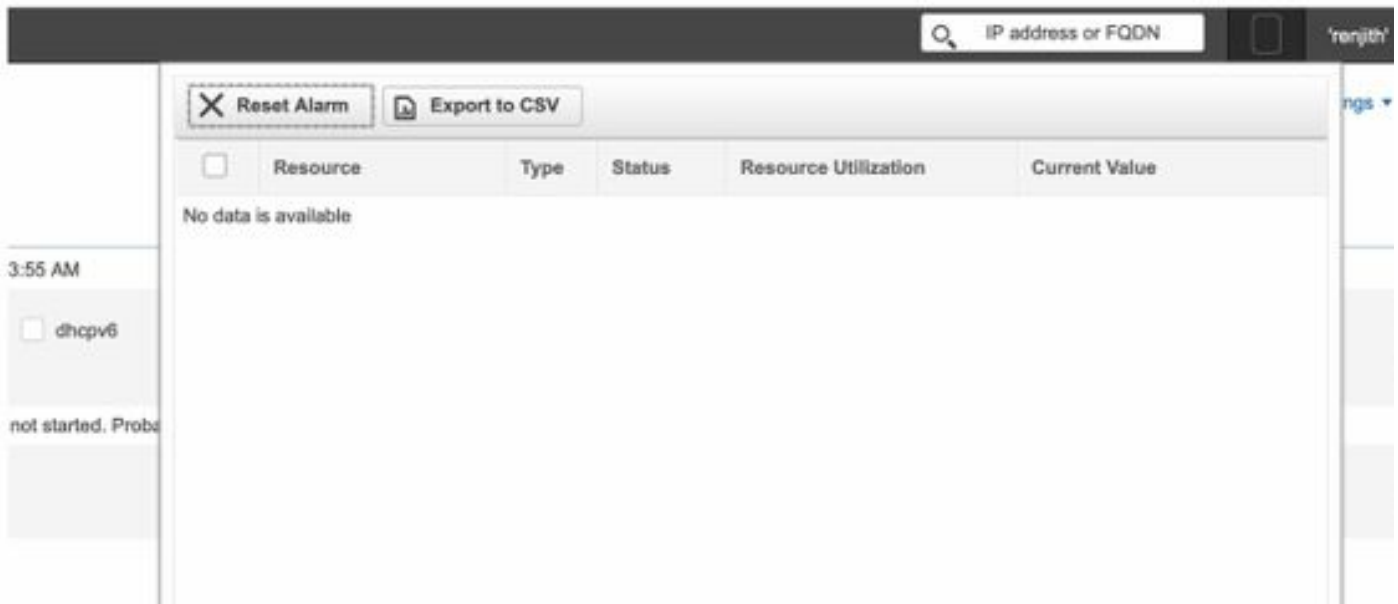 IP address or FQDN
'renjith'
Reset Alarm
Export to CSV
ngs
Resource Type Status Resource Utilization Current Value
No data is available
3:55 AM
dhcpv6
not started. Proba